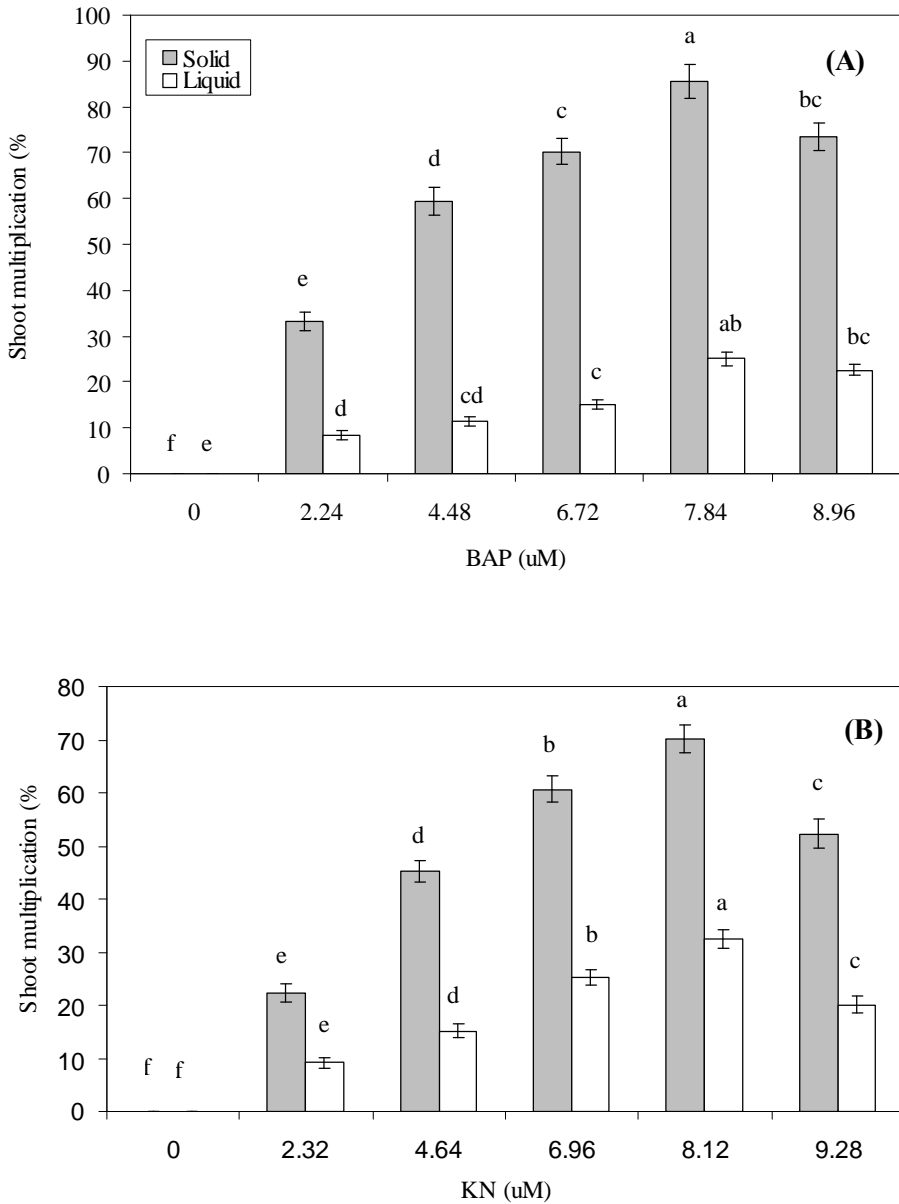 100
90
80
70
60
50
40
30
20
10
0
Shoot multiplication (%
Solid
Liquid
(A)
f e
e
d
d
cd
c
c
a
ab
bc
bc
0 2.24 4.48 6.72 7.84 8.96
BAP (uM)
80
70
60
50
40
30
20
10
0
Shoot multiplication (%
(B)
f f
e
e
d
d
b
b
a
a
c
c
0 2.32 4.64 6.96 8.12 9.28
KN (uM)